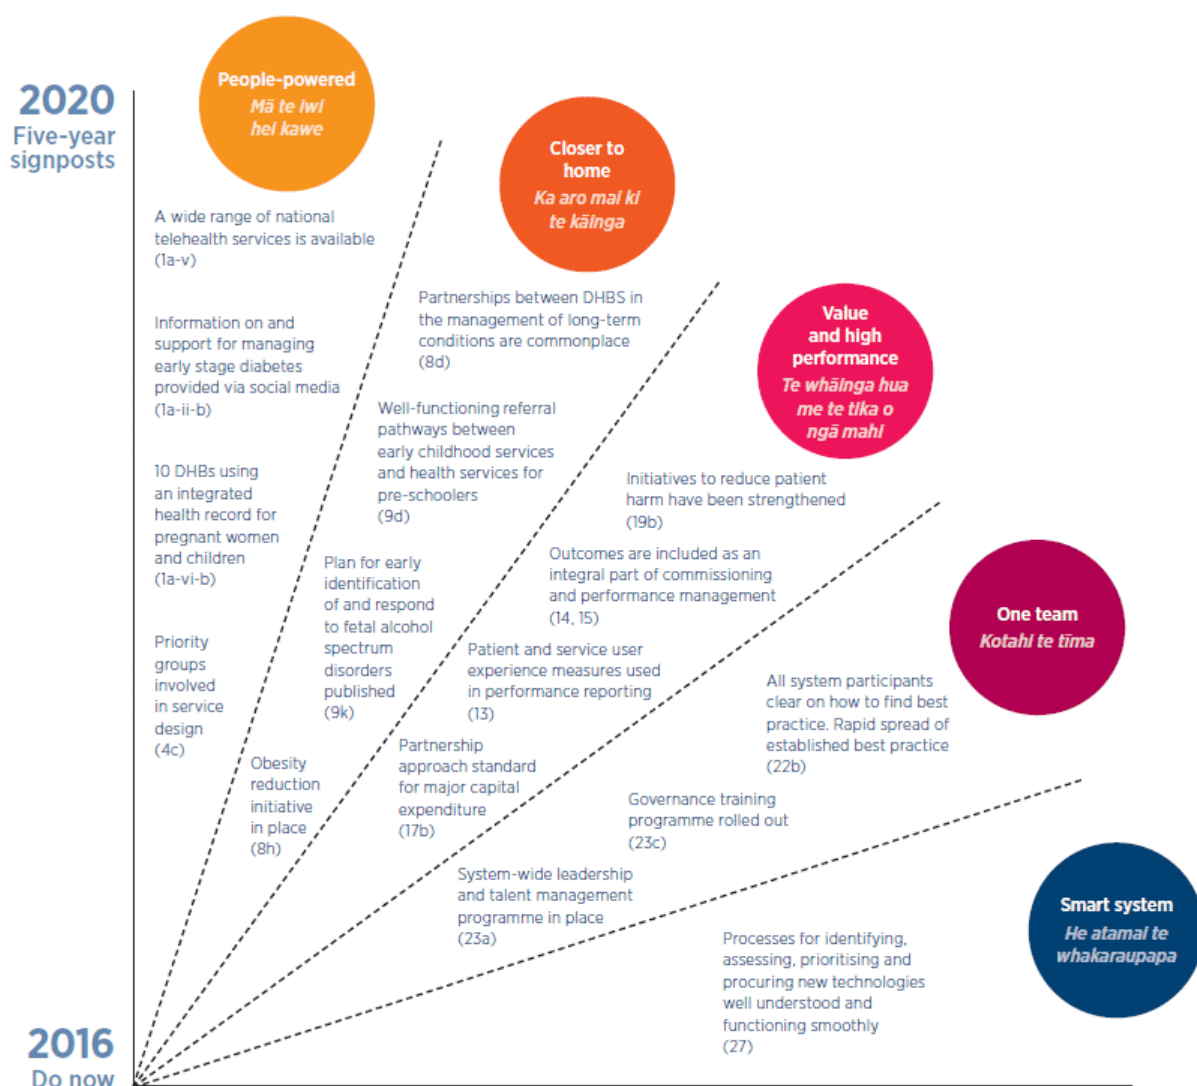 2020
Five-year
signposts
People-powered
Mā te iwi
hei kawe
A wide range of national
telehealth services is available
(1a-v)
Information on and
support for managing
early stage diabetes
provided via social media
(1a-ii-b)
10 DHBs using
an integrated
health record for
pregnant women
and children
(1a-vi-b)
Priority
groups
involved
in service
design
(4c)
Closer to
home
Ka aro mai ki
te kāinga
Partnerships between DHBS in
the management of long-term
conditions are commonplace
(8d)
Well-functioning referral
pathways between
early childhood services
and health services for
pre-schoolers
(9d)
Plan for early
identification
of and respond
to fetal alcohol
spectrum
disorders
published
(9k)
Obesity
reduction
initiative
in place
(8h)
Value
and high
performance
Te whāinga hua
me te tika o
ngā mahi
Initiatives to reduce patient
harm have been strengthened
(19b)
Outcomes are included as an
integral part of commissioning
and performance management
(14, 15)
Patient and service user
experience measures used
in performance reporting
(13)
Partnership
approach standard
for major capital
expenditure
(17b)
One team
Kotahi te tīma
All system participants
clear on how to find best
practice. Rapid spread of
established best practice
(22b)
Governance training
programme rolled out
(23c)
System-wide leadership
and talent management
programme in place
(23a)
Smart system
He atamai te
whakaraupapa
Processes for identifying,
assessing, prioritising and
procuring new technologies
well understood and
functioning smoothly
(27)
2016
Do now